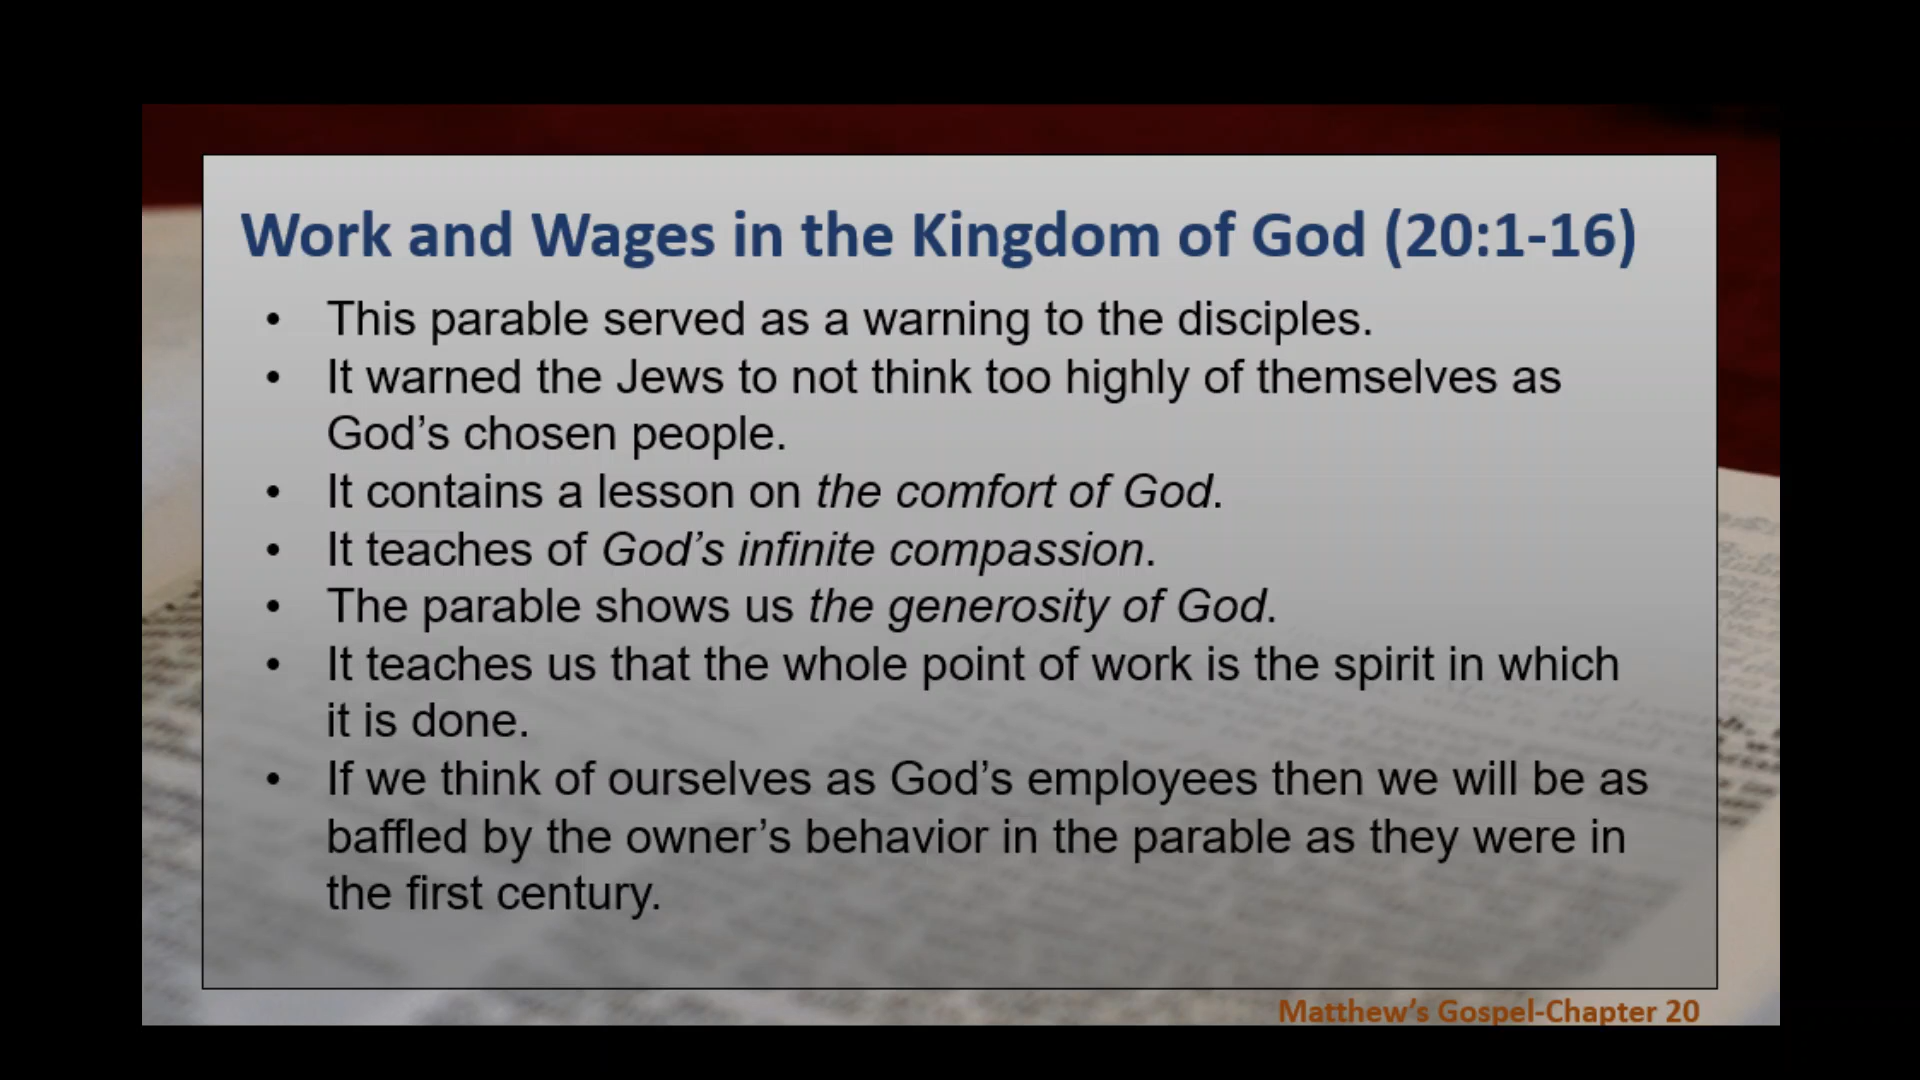 Work and Wages in the Kingdom of God (20:1-16)
• This parable served as a warning to the disciples.
• It warned the Jews to not think too highly of themselves as
God’s chosen people.
• It contains a lesson on the comfort of God.
• It teaches of God’s infinite compassion.
• The parable shows us the generosity of God.
• It teaches us that the whole point of work is the spirit in which
it is done.
• If we think of ourselves as God’s employees then we will be as
baffled by the owner’s behavior in the parable as they were in
the first century.
Matthew’s Gospel-Chapter 20